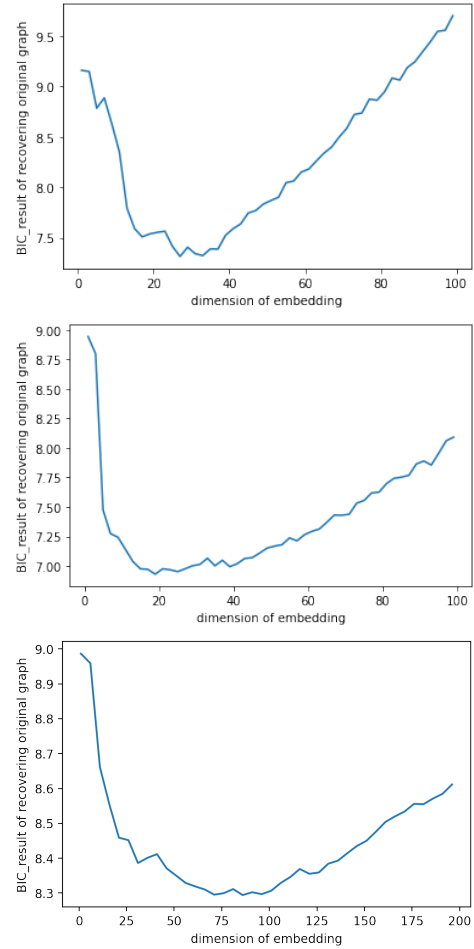 BIC_result of recovering original graph
9.5
9.0
8.5
8.0
7.5
0 20 40 60 80 100
dimension of embedding
BIC_result of recovering original graph
9.00
8.75
8.50
8.25
8.00
7.75
7.50
7.25
7.00
0 20 40 60 80 100
dimension of embedding
BIC_result of recovering original graph
9.0
8.9
8.8
8.7
8.6
8.5
8.4
8.3
0 25 50 75 100 125 150 175 200
dimension of embedding